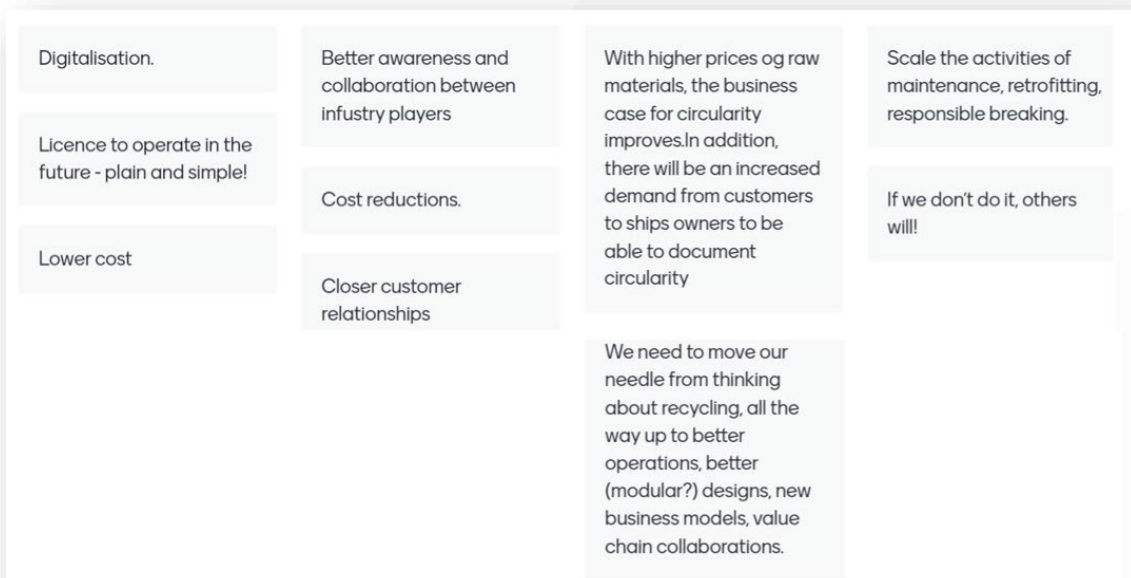 Digitalisation.
Licence to operate in the
future - plain and simple!
Lower cost
Better awareness and
collaboration between
infustry players
Cost reductions.
Closer customer
relationships
With higher prices og raw
materials, the business
case for circularity
improves.In addition,
there will be an increased
demand from customers
to ships owners to be
able to document
circularity
We need to move our
needle from thinking
about recycling, all the
way up to better
operations, better
(modular?) designs, new
business models, value
chain collaborations.
Scale the activities of
maintenance, retrofitting,
responsible breaking.
If we don't do it, others
will!